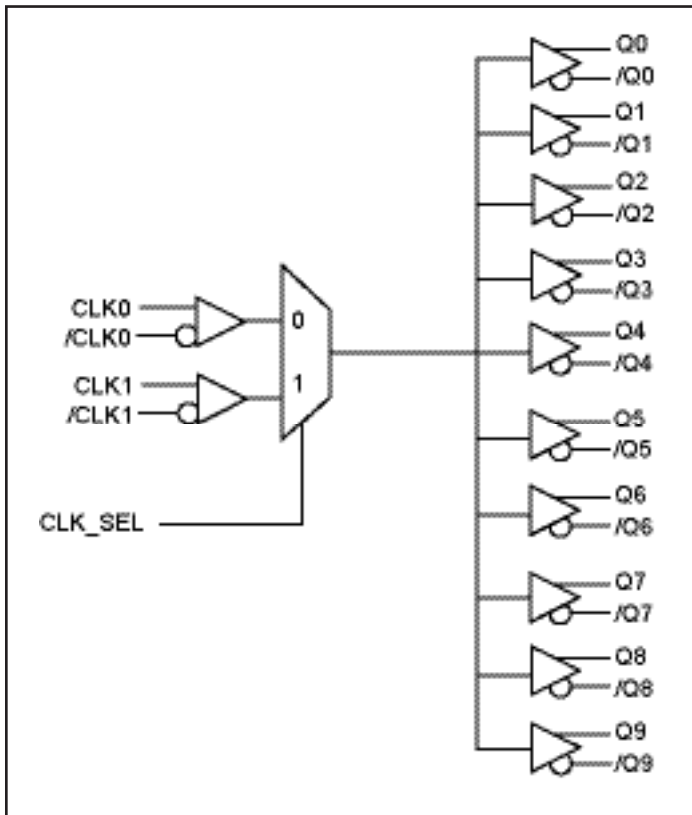 Q0
/Q0
Q1
/Q1
Q2
/Q2
Q3
/Q3
CLK0
/CLK0
0
Q4
/Q4
CLK1
/CLK1
1
Q5
/Q5
CLK_SEL
Q6
/Q6
Q7
/Q7
Q8
/Q8
Q9
/Q9